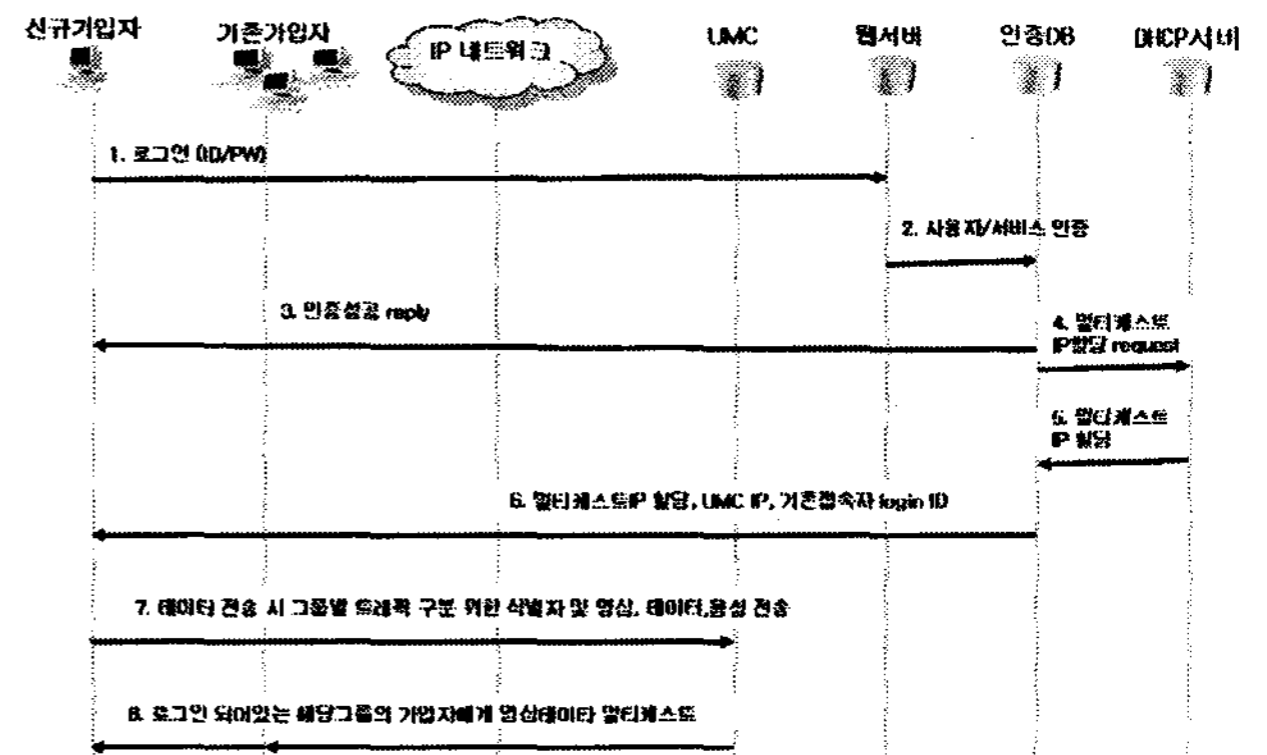 신규가입자
기존가입자
IP 네트워크
UMC
웹서버
인증DB
DHCP서버
1. 로그인 (ID/PW)
2. 사용자/서비스 인증
3. 인증성공 reply
4. 멀티캐스트
IP할당 request
5. 멀티캐스트
IP 할당
6. 멀티캐스트IP 할당, UMC IP, 기존접속자 login ID
7. 데이타 전송 시 그룹별 트래픽 구분 위한 식별자 및 영상, 데이터,음성 전송
8. 로그인 되어있는 해당그룹의 가입자에게 영상데이타 멀티캐스트